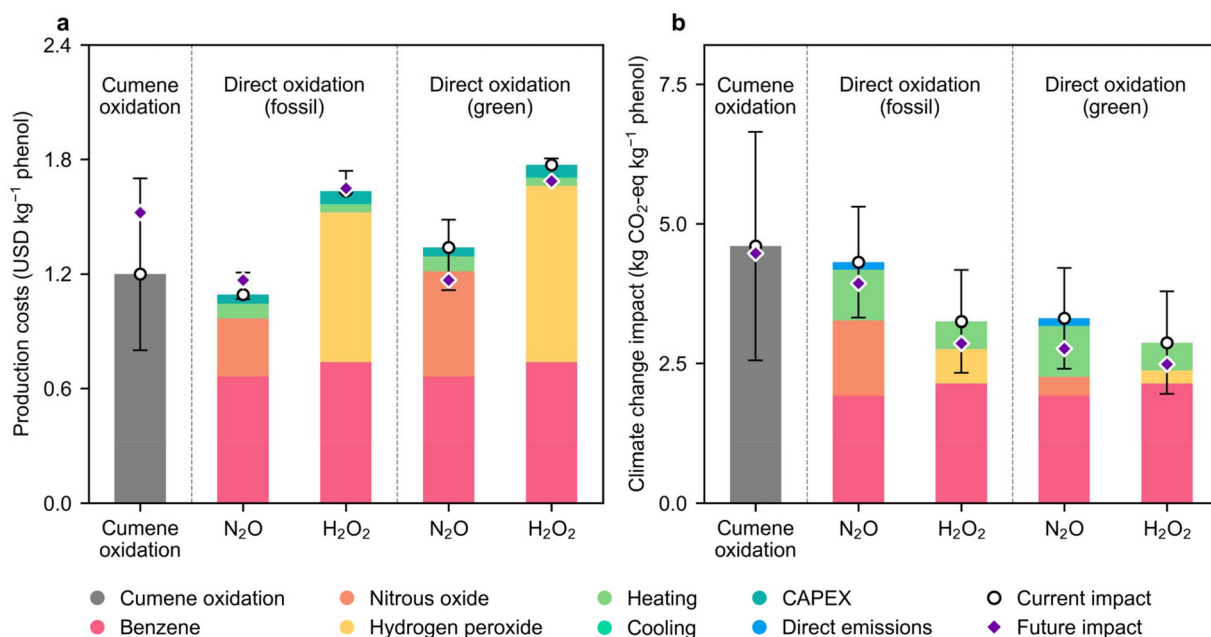 a
Production costs (USD kg⁻¹ phenol)
2.4
1.8
1.2
0.6
0.0
Cumene
oxidation
Direct oxidation
(fossil)
Direct oxidation
(green)
Cumene
oxidation
N₂O
H₂O₂
N₂O
H₂O₂
b
Climate change impact (kg CO₂-eq kg⁻¹ phenol)
7.5
5.0
2.5
0.0
Cumene
oxidation
Direct oxidation
(fossil)
Direct oxidation
(green)
Cumene
oxidation
N₂O
H₂O₂
N₂O
H₂O₂
Cumene oxidation
Nitrous oxide
Heating
CAPEX
Current impact
Benzene
Hydrogen peroxide
Cooling
Direct emissions
Future impact